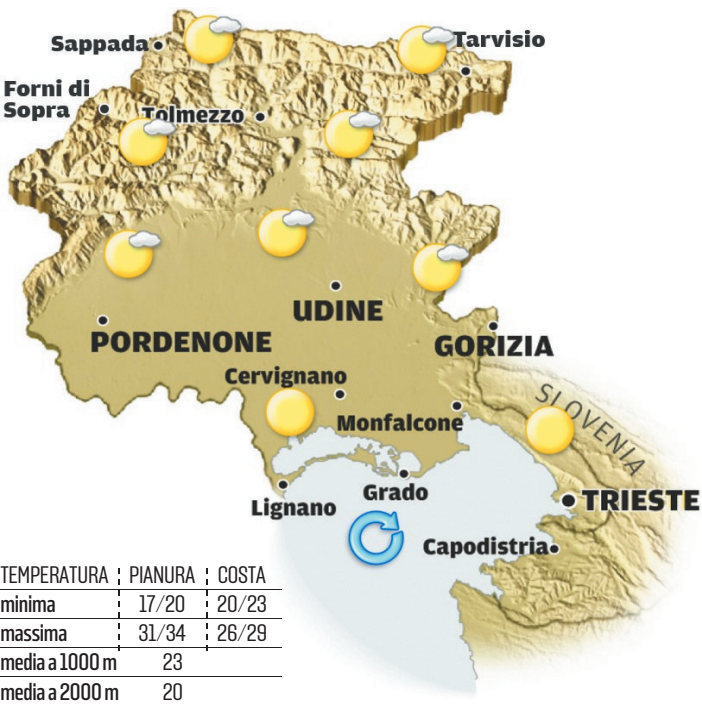 Sappada
Tarvisio
Forni di
Sopra
Tolmezzo
UDINE
PORDENONE
GORIZIA
Cervignano
SLOVENIA
Monfalcone
Grado
Lignano
TRIESTE
Capodistria
TEMPERATURA PIANURA COSTA
minima 17/20 20/23
massima 31/34 26/29
media a 1000 m 23
media a 2000 m 20